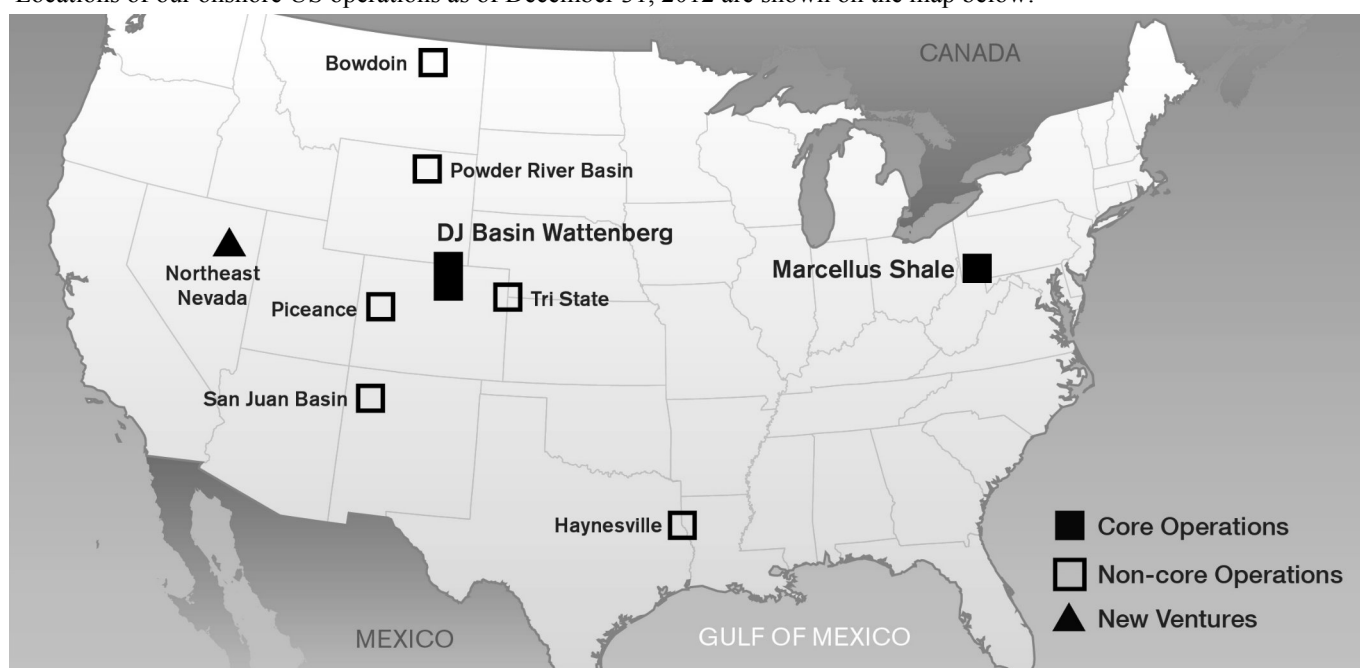 Locations of our onshore US operations as of December 31, 2012 are shown on the map below:
CANADA
Bowdoin
Powder River Basin
DJ Basin Wattenberg
Northeast
Nevada
Marcellus Shale
Piceance
Tri State
San Juan Basin
Haynesville
Core Operations
Non-core Operations
New Ventures
MEXICO
GULF OF MEXICO